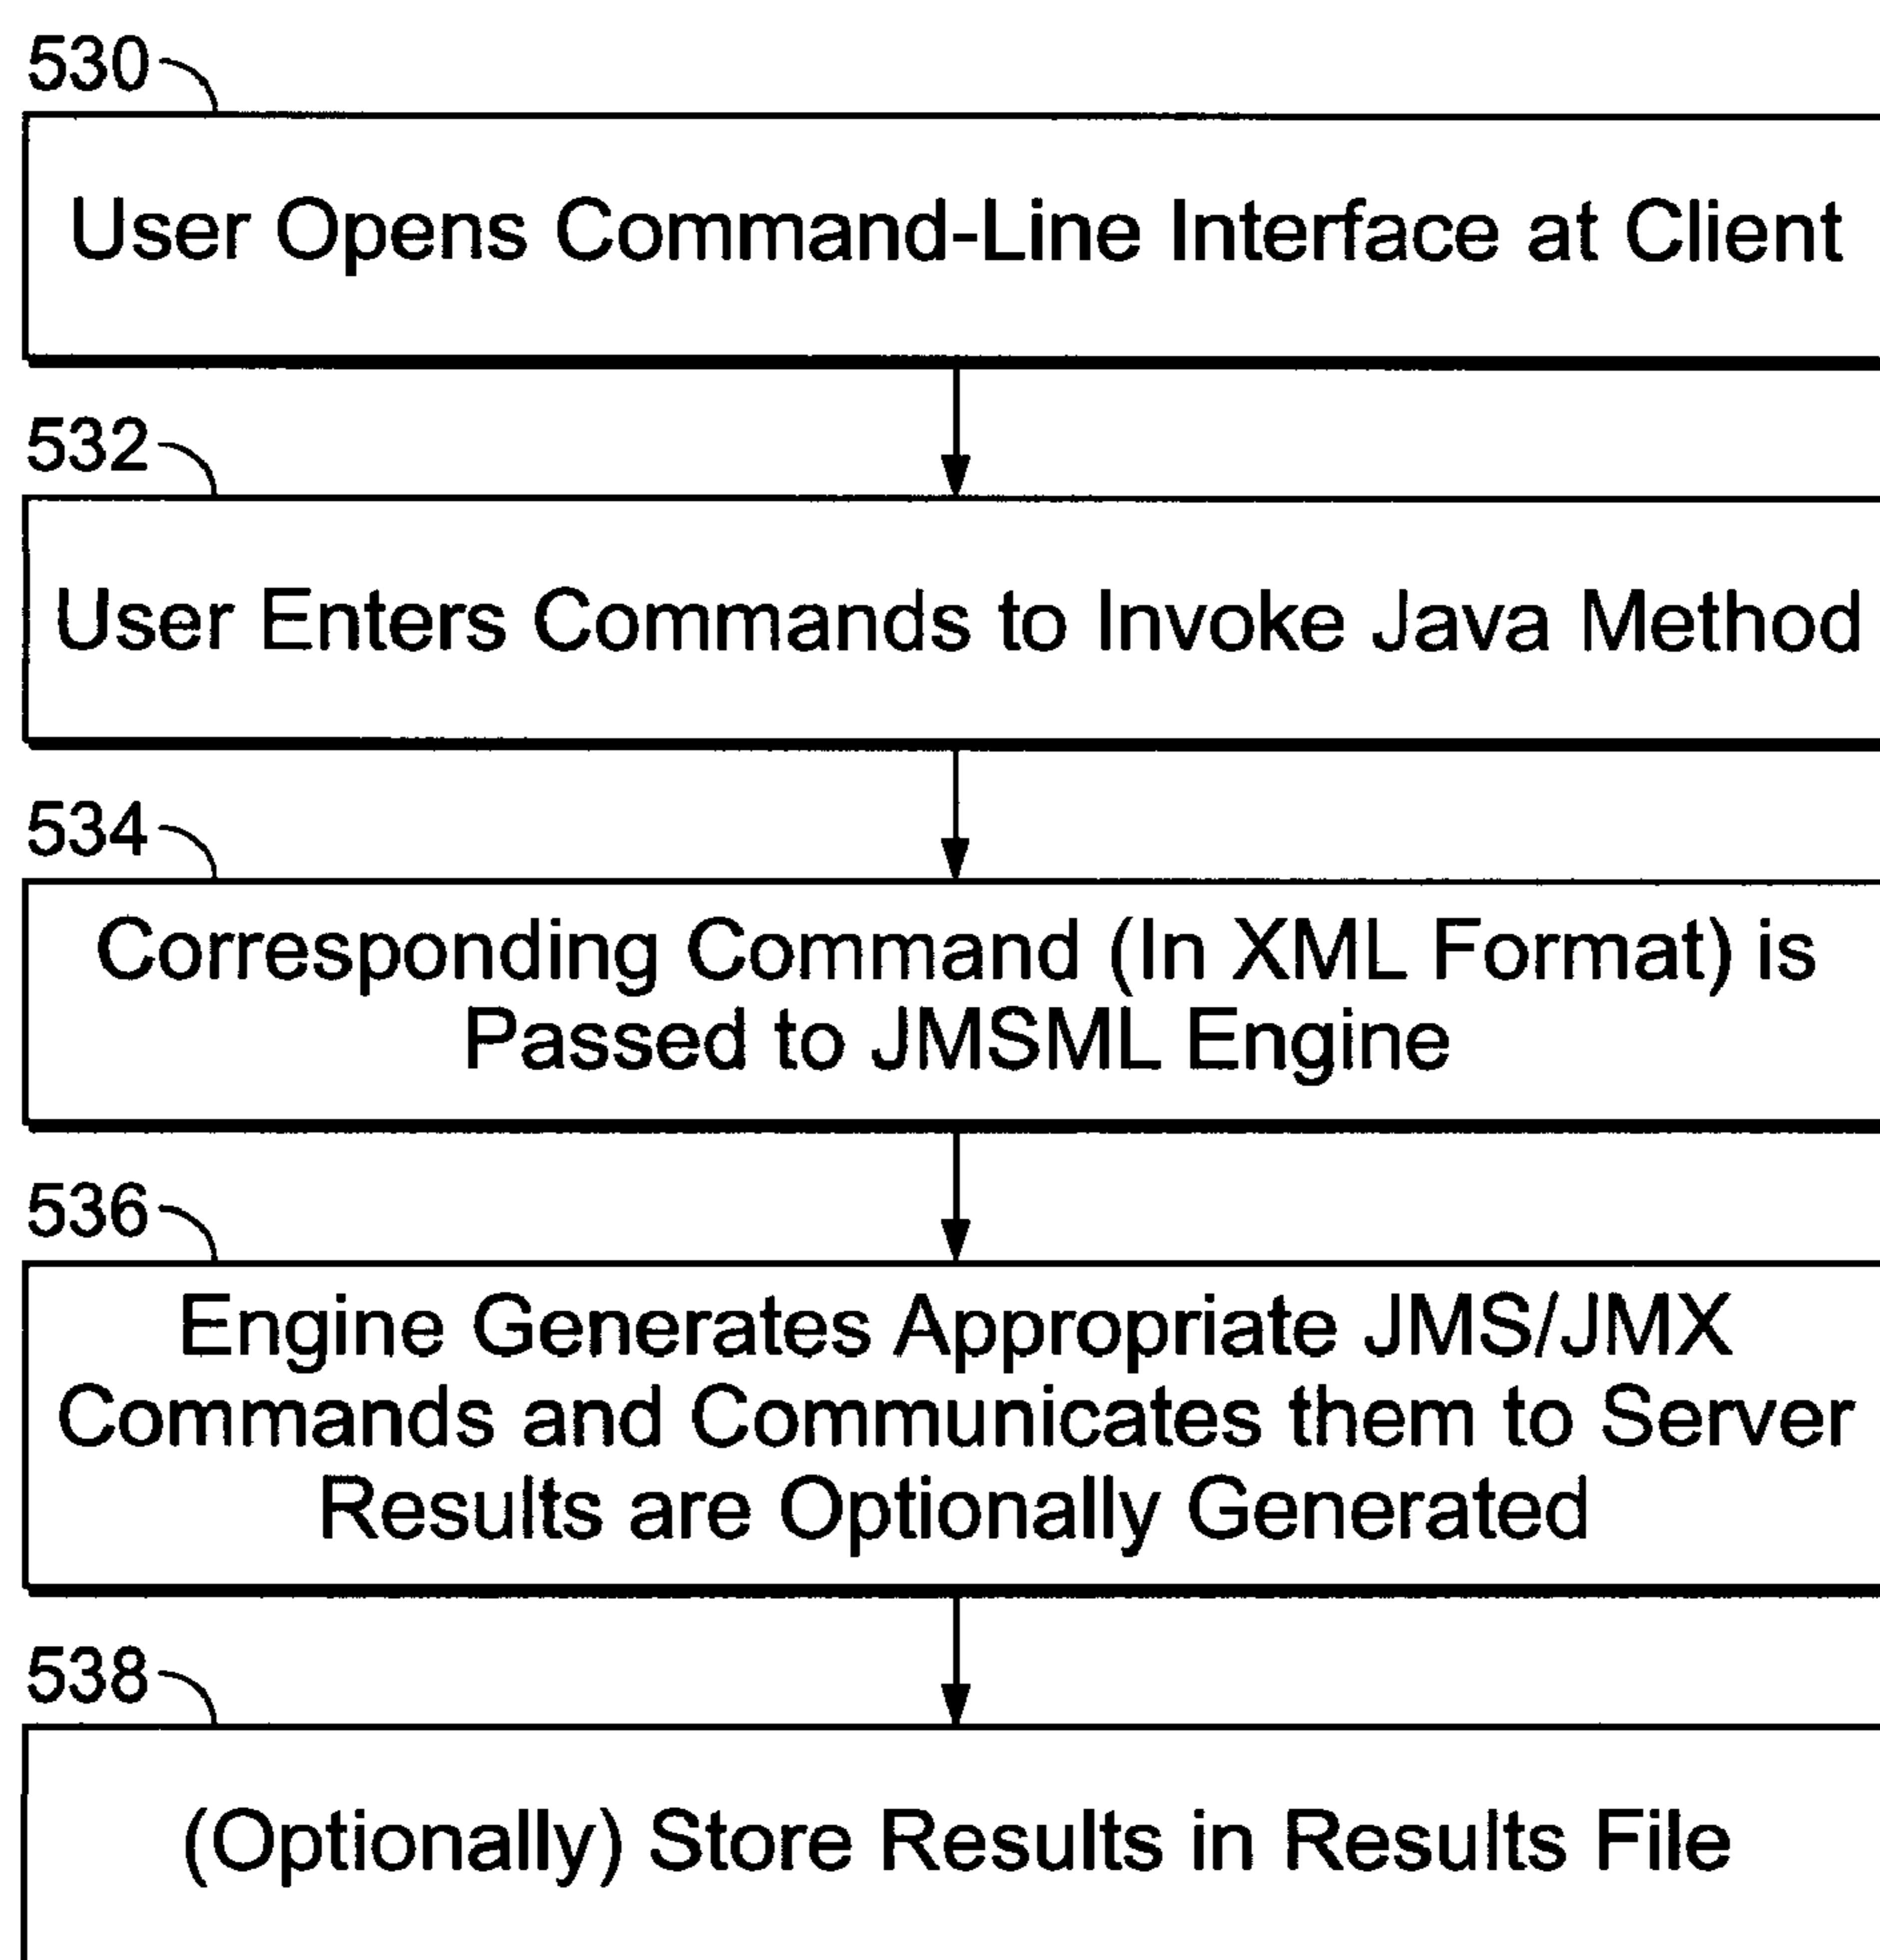 530
User Opens Command-Line Interface at Client
532
User Enters Commands to Invoke Java Method
534
Corresponding Command (In XML Format) is
Passed to JMSML Engine
536
Engine Generates Appropriate JMS/JMX
Commands and Communicates them to Server
Results are Optionally Generated
538
(Optionally) Store Results in Results File